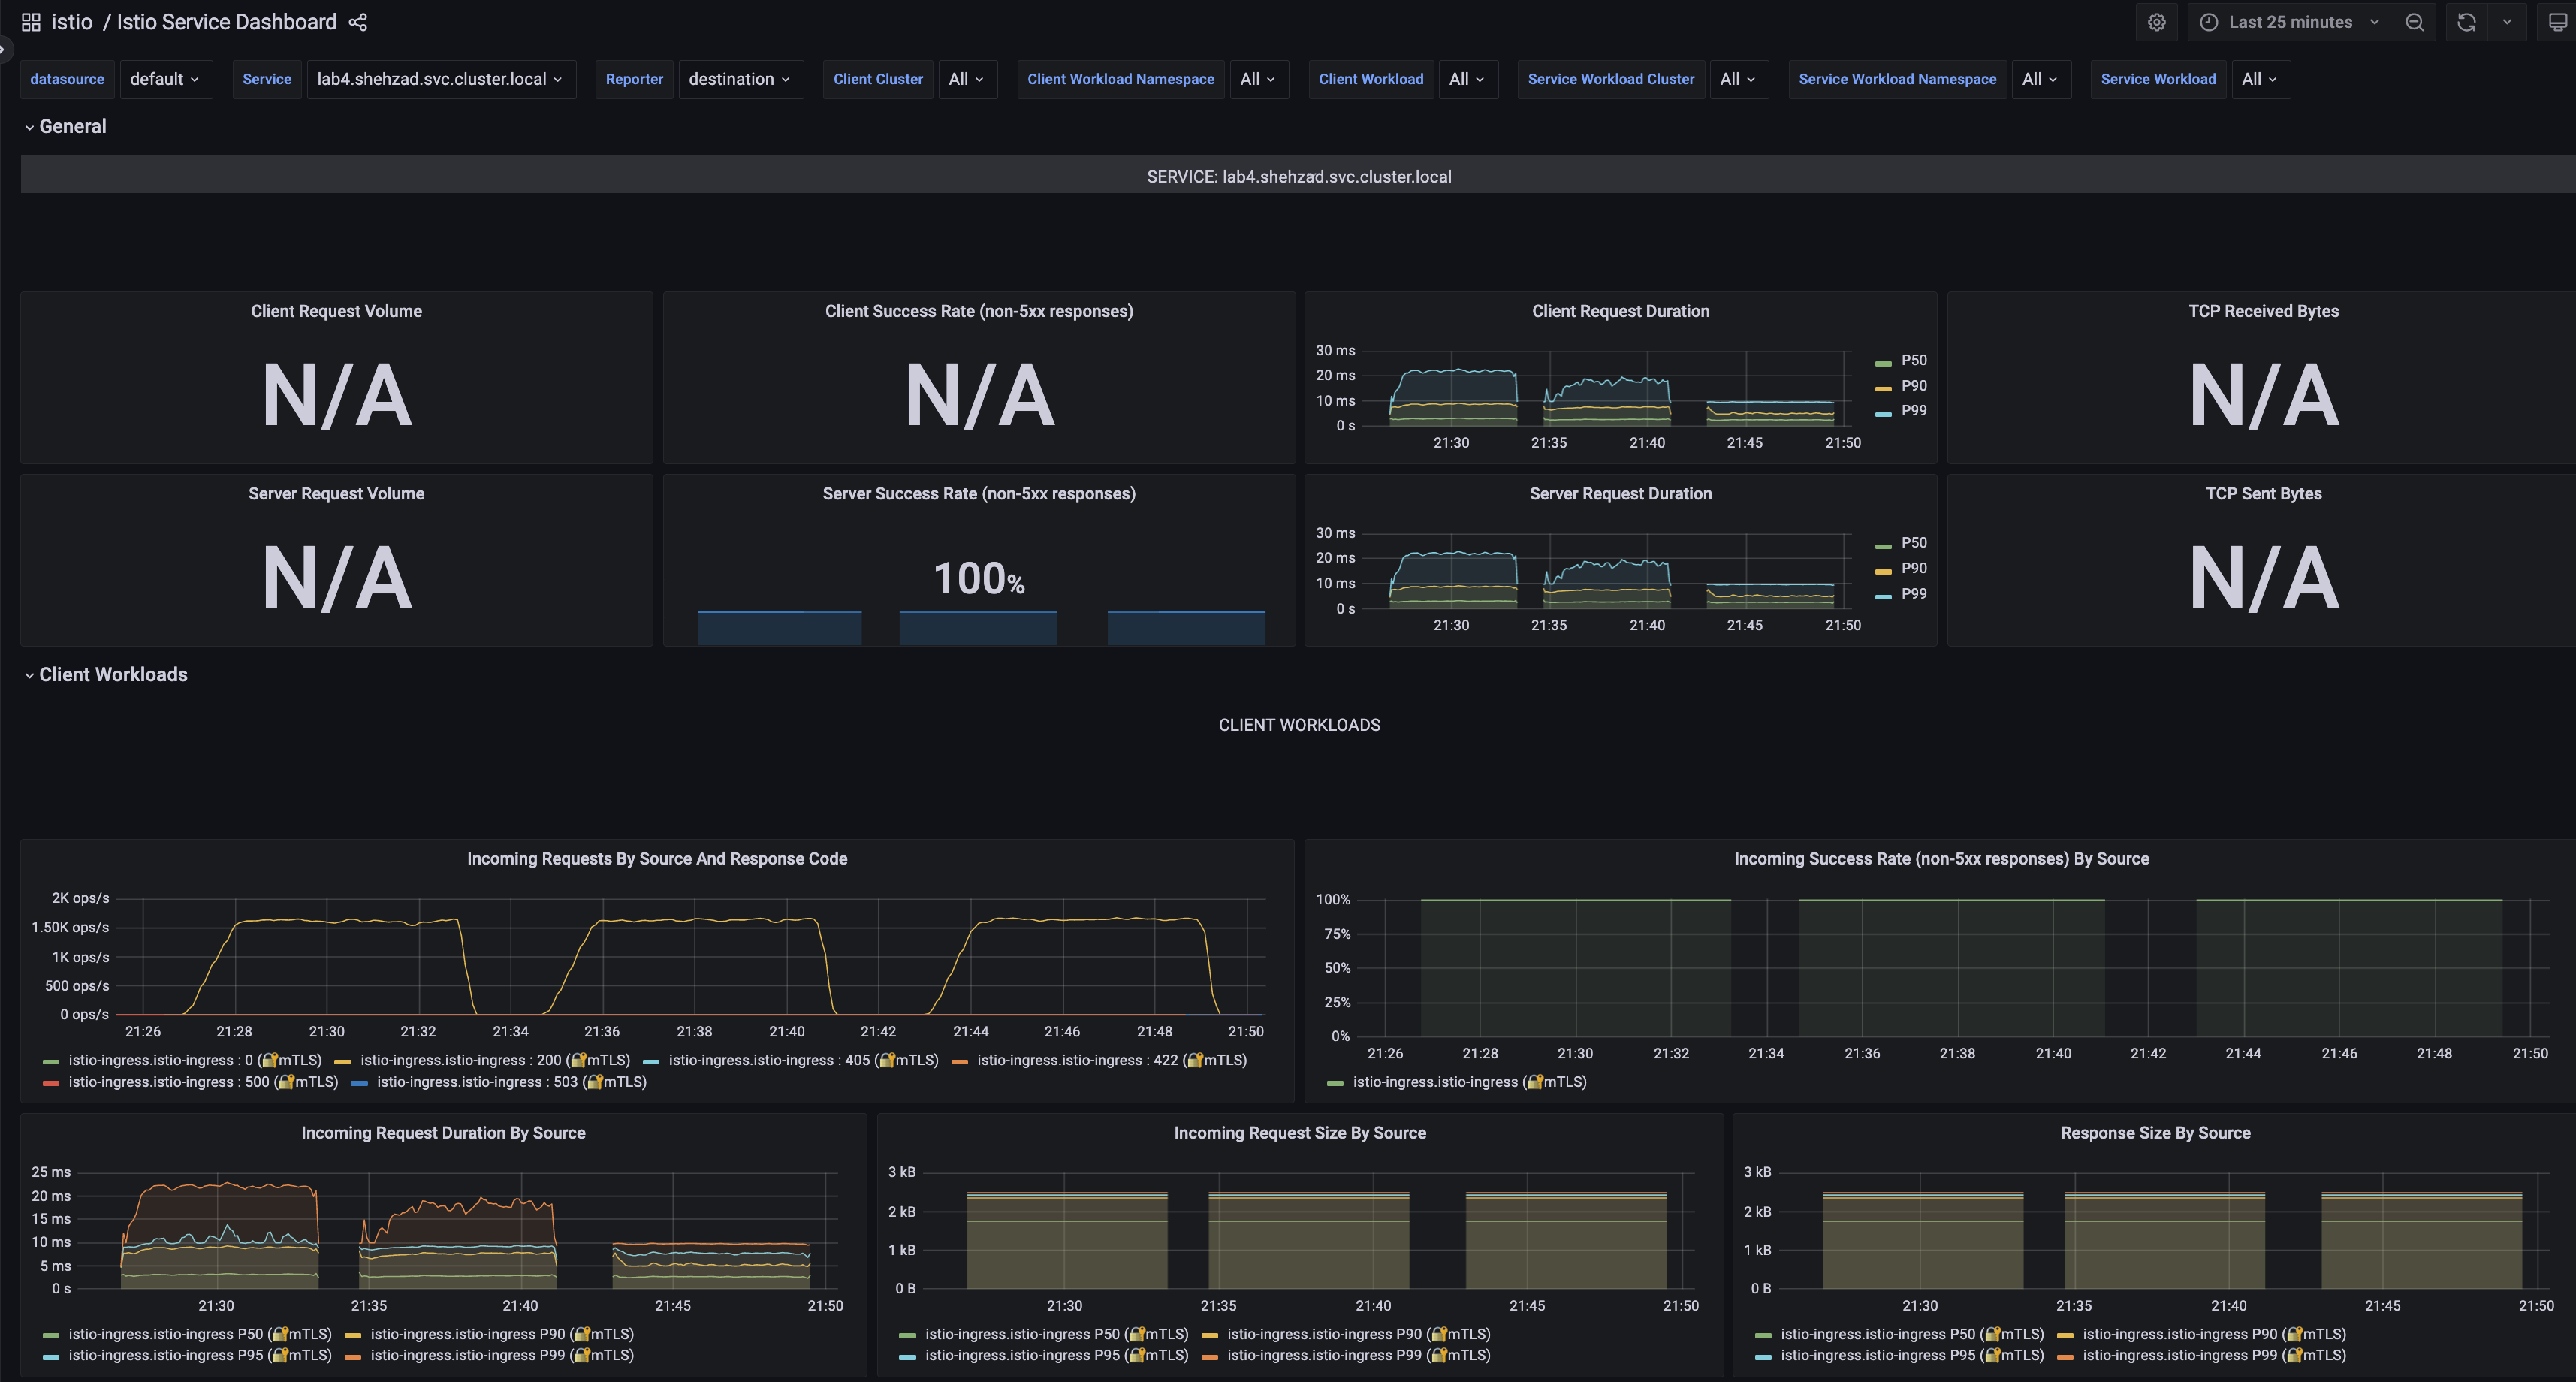 istio / Istio Service Dashboard
Last 25 minutes
datasource default Service lab4.shehzad.svc.cluster.local Reporter destination Client Cluster All Client Workload Namespace All Client Workload All Service Workload Cluster All Service Workload Namespace All Service Workload All
General
SERVICE: lab4.shehzad.svc.cluster.local
Client Request Volume
N/A
Client Success Rate (non-5xx responses)
N/A
Client Request Duration
30 ms
20 ms
10 ms
0 s
21:30 21:35 21:40 21:45 21:50
P50
P90
P99
TCP Received Bytes
N/A
Server Request Volume
N/A
Server Success Rate (non-5xx responses)
100%
Server Request Duration
30 ms
20 ms
10 ms
0 s
21:30 21:35 21:40 21:45 21:50
P50
P90
P99
TCP Sent Bytes
N/A
Client Workloads
CLIENT WORKLOADS
Incoming Requests By Source And Response Code
2K ops/s
1.50K ops/s
1K ops/s
500 ops/s
0 ops/s
21:26 21:28 21:30 21:32 21:34 21:36 21:38 21:40 21:42 21:44 21:46 21:48 21:50
istio-ingress.istio-ingress : 0 (🔐mTLS) istio-ingress.istio-ingress : 200 (🔐mTLS) istio-ingress.istio-ingress : 405 (🔐mTLS) istio-ingress.istio-ingress : 422 (🔐mTLS)
istio-ingress.istio-ingress : 500 (🔐mTLS) istio-ingress.istio-ingress : 503 (🔐mTLS)
Incoming Success Rate (non-5xx responses) By Source
100%
75%
50%
25%
0%
21:26 21:28 21:30 21:32 21:34 21:36 21:38 21:40 21:42 21:44 21:46 21:48 21:50
istio-ingress.istio-ingress (🔐mTLS)
Incoming Request Duration By Source
25 ms
20 ms
15 ms
10 ms
5 ms
0 s
21:30 21:35 21:40 21:45 21:50
istio-ingress.istio-ingress P50 (🔐mTLS) istio-ingress.istio-ingress P90 (🔐mTLS)
istio-ingress.istio-ingress P95 (🔐mTLS) istio-ingress.istio-ingress P99 (🔐mTLS)
Incoming Request Size By Source
3 kB
2 kB
1 kB
0 B
21:30 21:35 21:40 21:45 21:50
istio-ingress.istio-ingress P50 (🔐mTLS) istio-ingress.istio-ingress P90 (🔐mTLS)
istio-ingress.istio-ingress P95 (🔐mTLS) istio-ingress.istio-ingress P99 (🔐mTLS)
Response Size By Source
3 kB
2 kB
1 kB
0 B
21:30 21:35 21:40 21:45 21:50
istio-ingress.istio-ingress P50 (🔐mTLS) istio-ingress.istio-ingress P90 (🔐mTLS)
istio-ingress.istio-ingress P95 (🔐mTLS) istio-ingress.istio-ingress P99 (🔐mTLS)